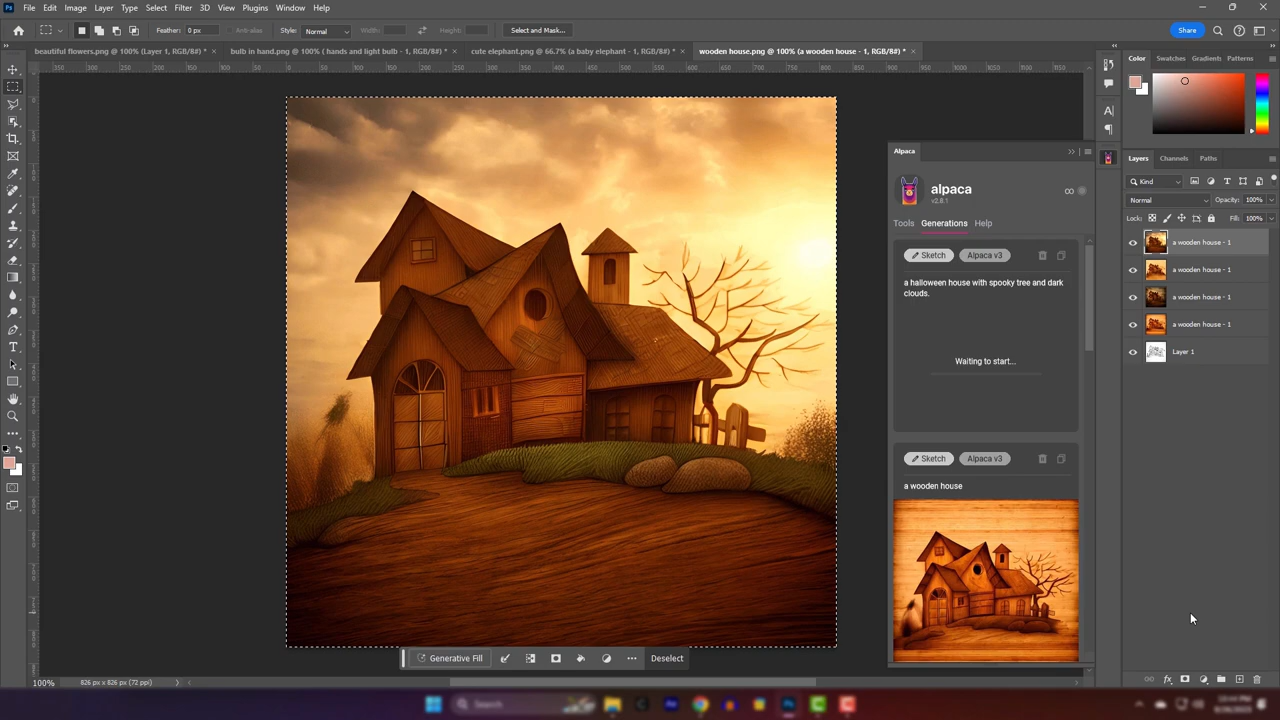 File Edit Image Layer Type Select Filter 3D View Plugins Window Help
Feather: 0 px Anti-alias Style: Normal Width: Height: Select and Mask... Share
beautiful flowers.png @ 100% (Layer 1, RGB/8#) * × bulb in hand.png @ 100% ( hands and light bulb - 1, RGB/8#) * × cute elephant.png @ 66.7% (a baby elephant - 1, RGB/8#) * × wooden house.png @ 100% (a wooden house - 1, RGB/8#) * ×
Color Swatches Gradients Patterns
Alpaca
alpaca
v2.8.1
Tools Generations Help
Sketch Alpaca v3
a halloween house with spooky tree and dark
clouds.
Waiting to start...
Sketch Alpaca v3
a wooden house
Layers Channels Paths
Kind
Normal Opacity: 100%
Lock: Fill: 100%
a wooden house - 1
a wooden house - 1
a wooden house - 1
a wooden house - 1
Layer 1
Generative Fill Deselect
100% 826 px x 826 px (72 ppi)
Search